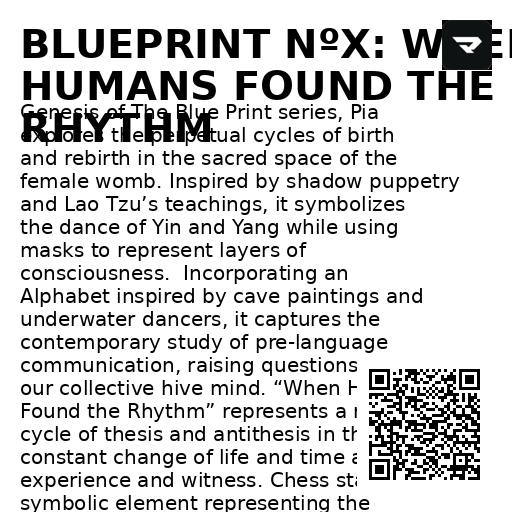 BLUEPRINT NºX:
HUMANS FOUND THE
RHYTHM
Genesis of The Blue Print series, Pia
explores the perpetual cycles of birth
and rebirth in the sacred space of the
female womb. Inspired by shadow puppetry
and Lao Tzu’s teachings, it symbolizes
the dance of Yin and Yang while using
masks to represent layers of
consciousness.  Incorporating an
Alphabet inspired by cave paintings and
underwater dancers, it captures the
contemporary study of pre-language
communication, raising questions
our collective hive mind. “When H
Found the Rhythm” represents a
cycle of thesis and antithesis in th
constant change of life and time a
experience and witness. Chess sta
symbolic element representing the